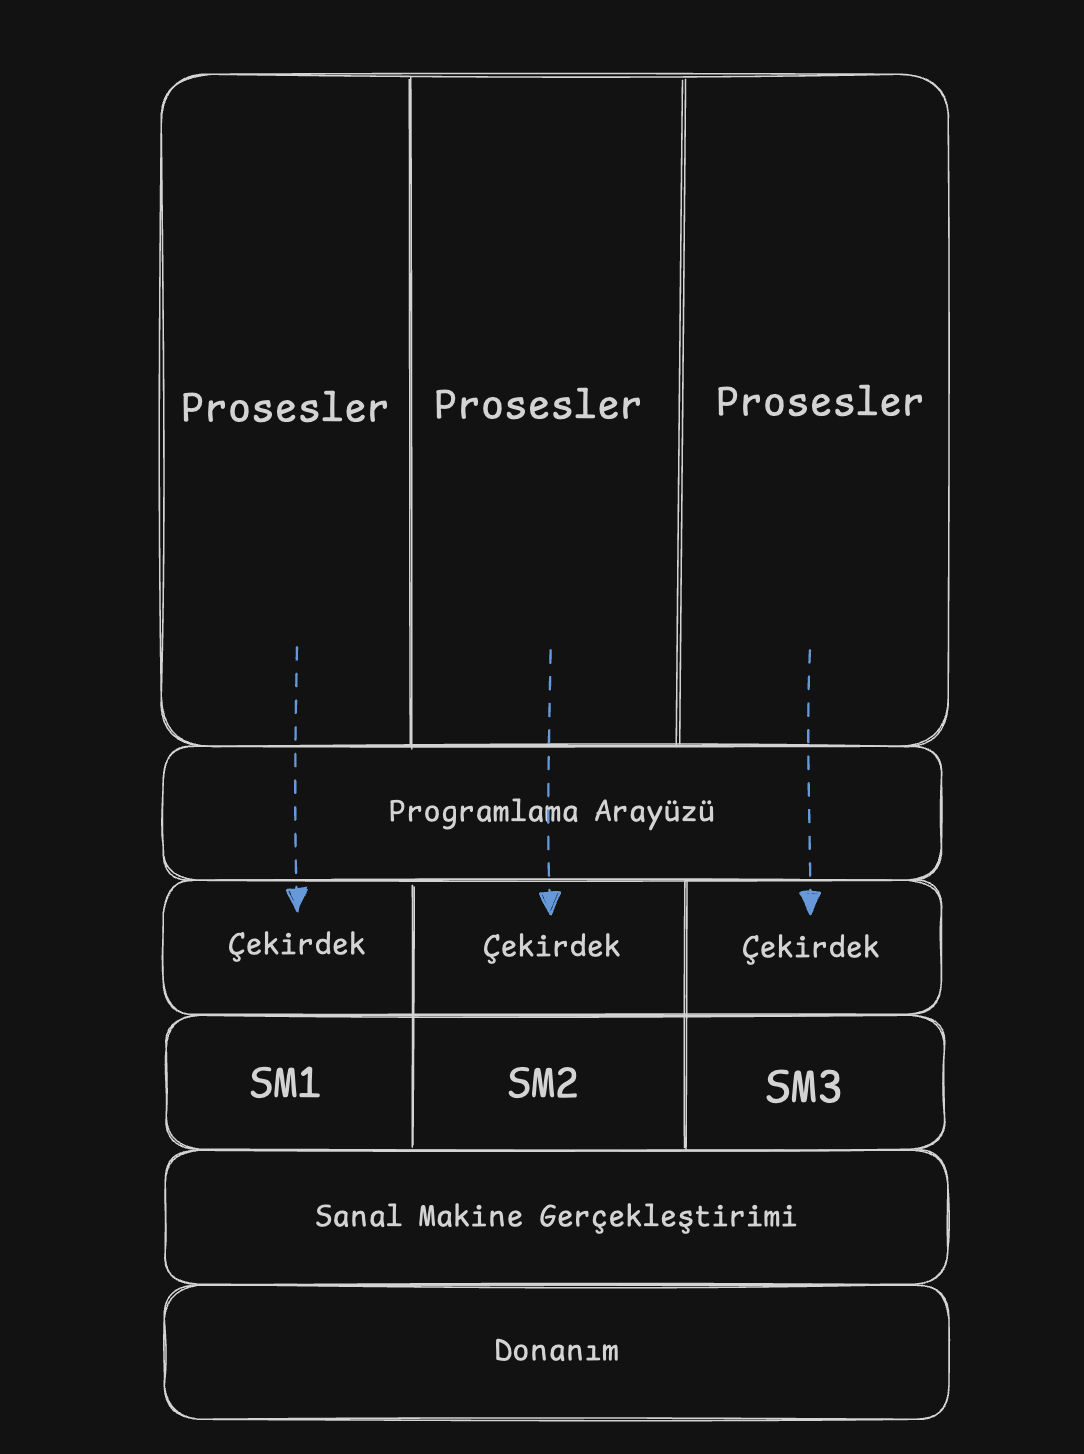 Prosesler
Prosesler
Prosesler
Programlama Arayüzü
Çekirdek
Çekirdek
Çekirdek
SM1
SM2
SM3
Sanal Makine Gerçekleştirimi
Donanım